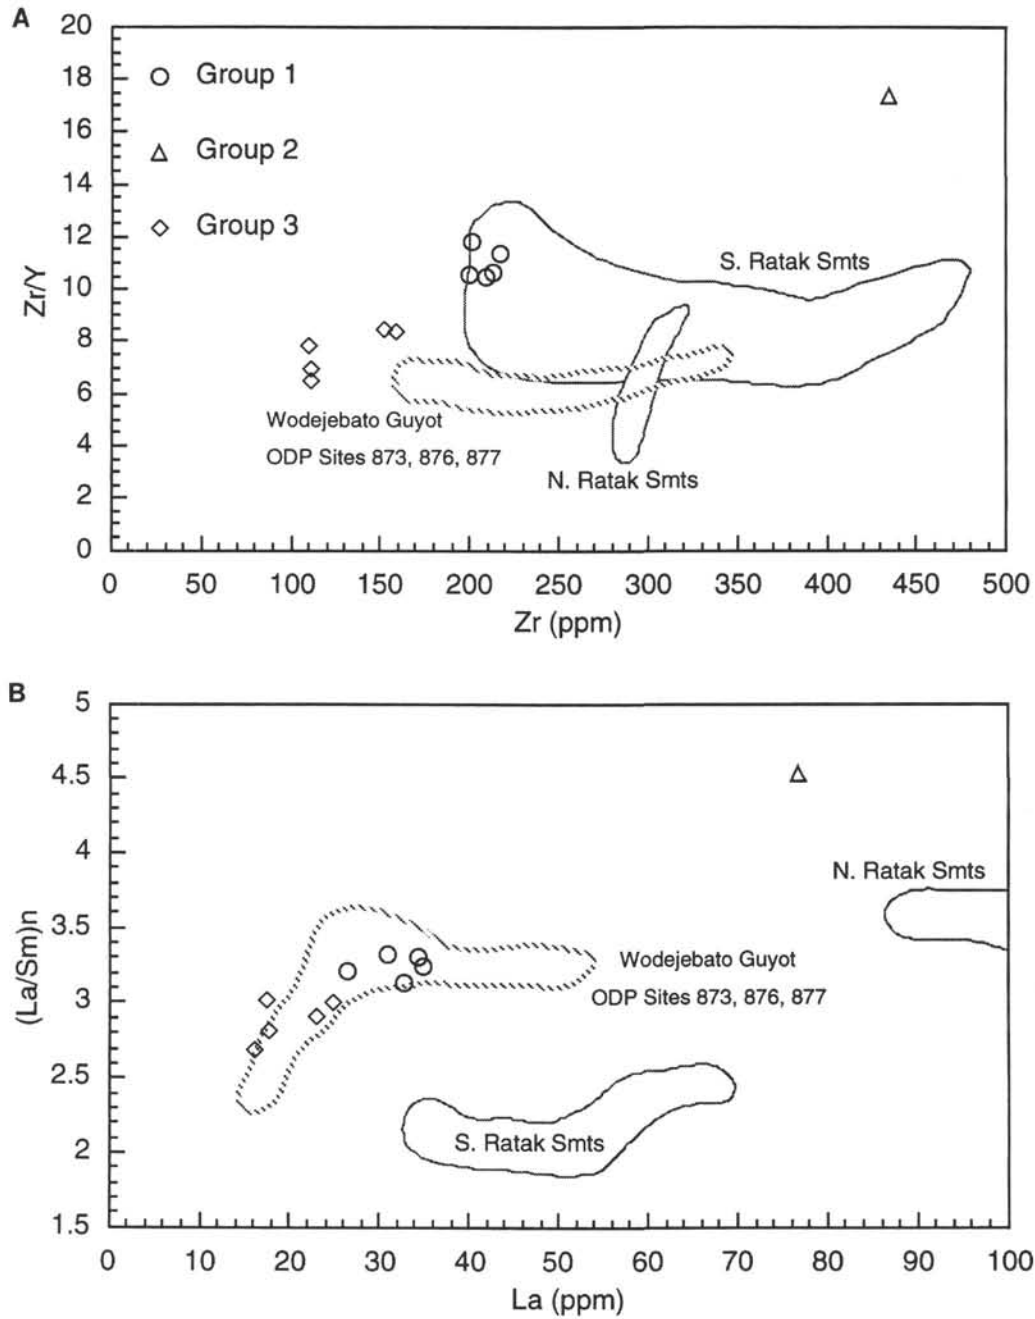 A
20
18
16
14
12
10
8
6
4
2
0
Zr/Y
Group 1
Group 2
Group 3
S. Ratak Smts
Wodejebato Guyot
ODP Sites 873, 876, 877
N. Ratak Smts
0 50 100 150 200 250 300 350 400 450 500
Zr (ppm)
B
5
4.5
4
3.5
3
2.5
2
1.5
(La/Sm)n
N. Ratak Smts
Wodejebato Guyot
ODP Sites 873, 876, 877
S. Ratak Smts
0 10 20 30 40 50 60 70 80 90 100
La (ppm)